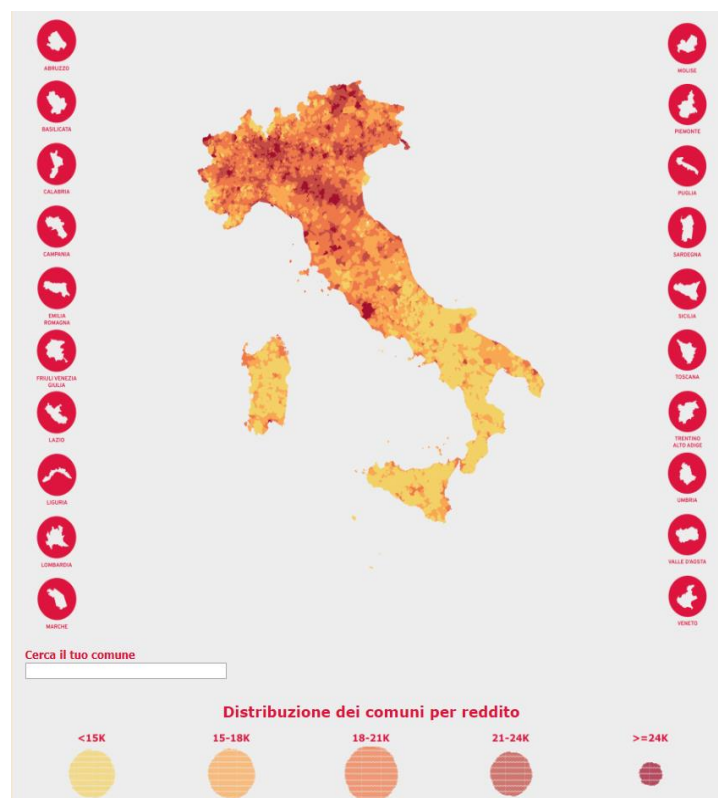 ABRUZZO
BASILICATA
CALABRIA
CAMPANIA
EMILIA
ROMAGNA
FRIULI VENEZIA
GIULIA
LAZIO
LIGURIA
LOMBARDIA
MARCHE
MOLISE
PIEMONTE
PUGLIA
SARDEGNA
SICILIA
TOSCANA
TRENTINO
ALTO ADIGE
UMBRIA
VALLE D'AOSTA
VENETO
Cerca il tuo comune
Distribuzione dei comuni per reddito
<15K 15-18K 18-21K 21-24K >=24K